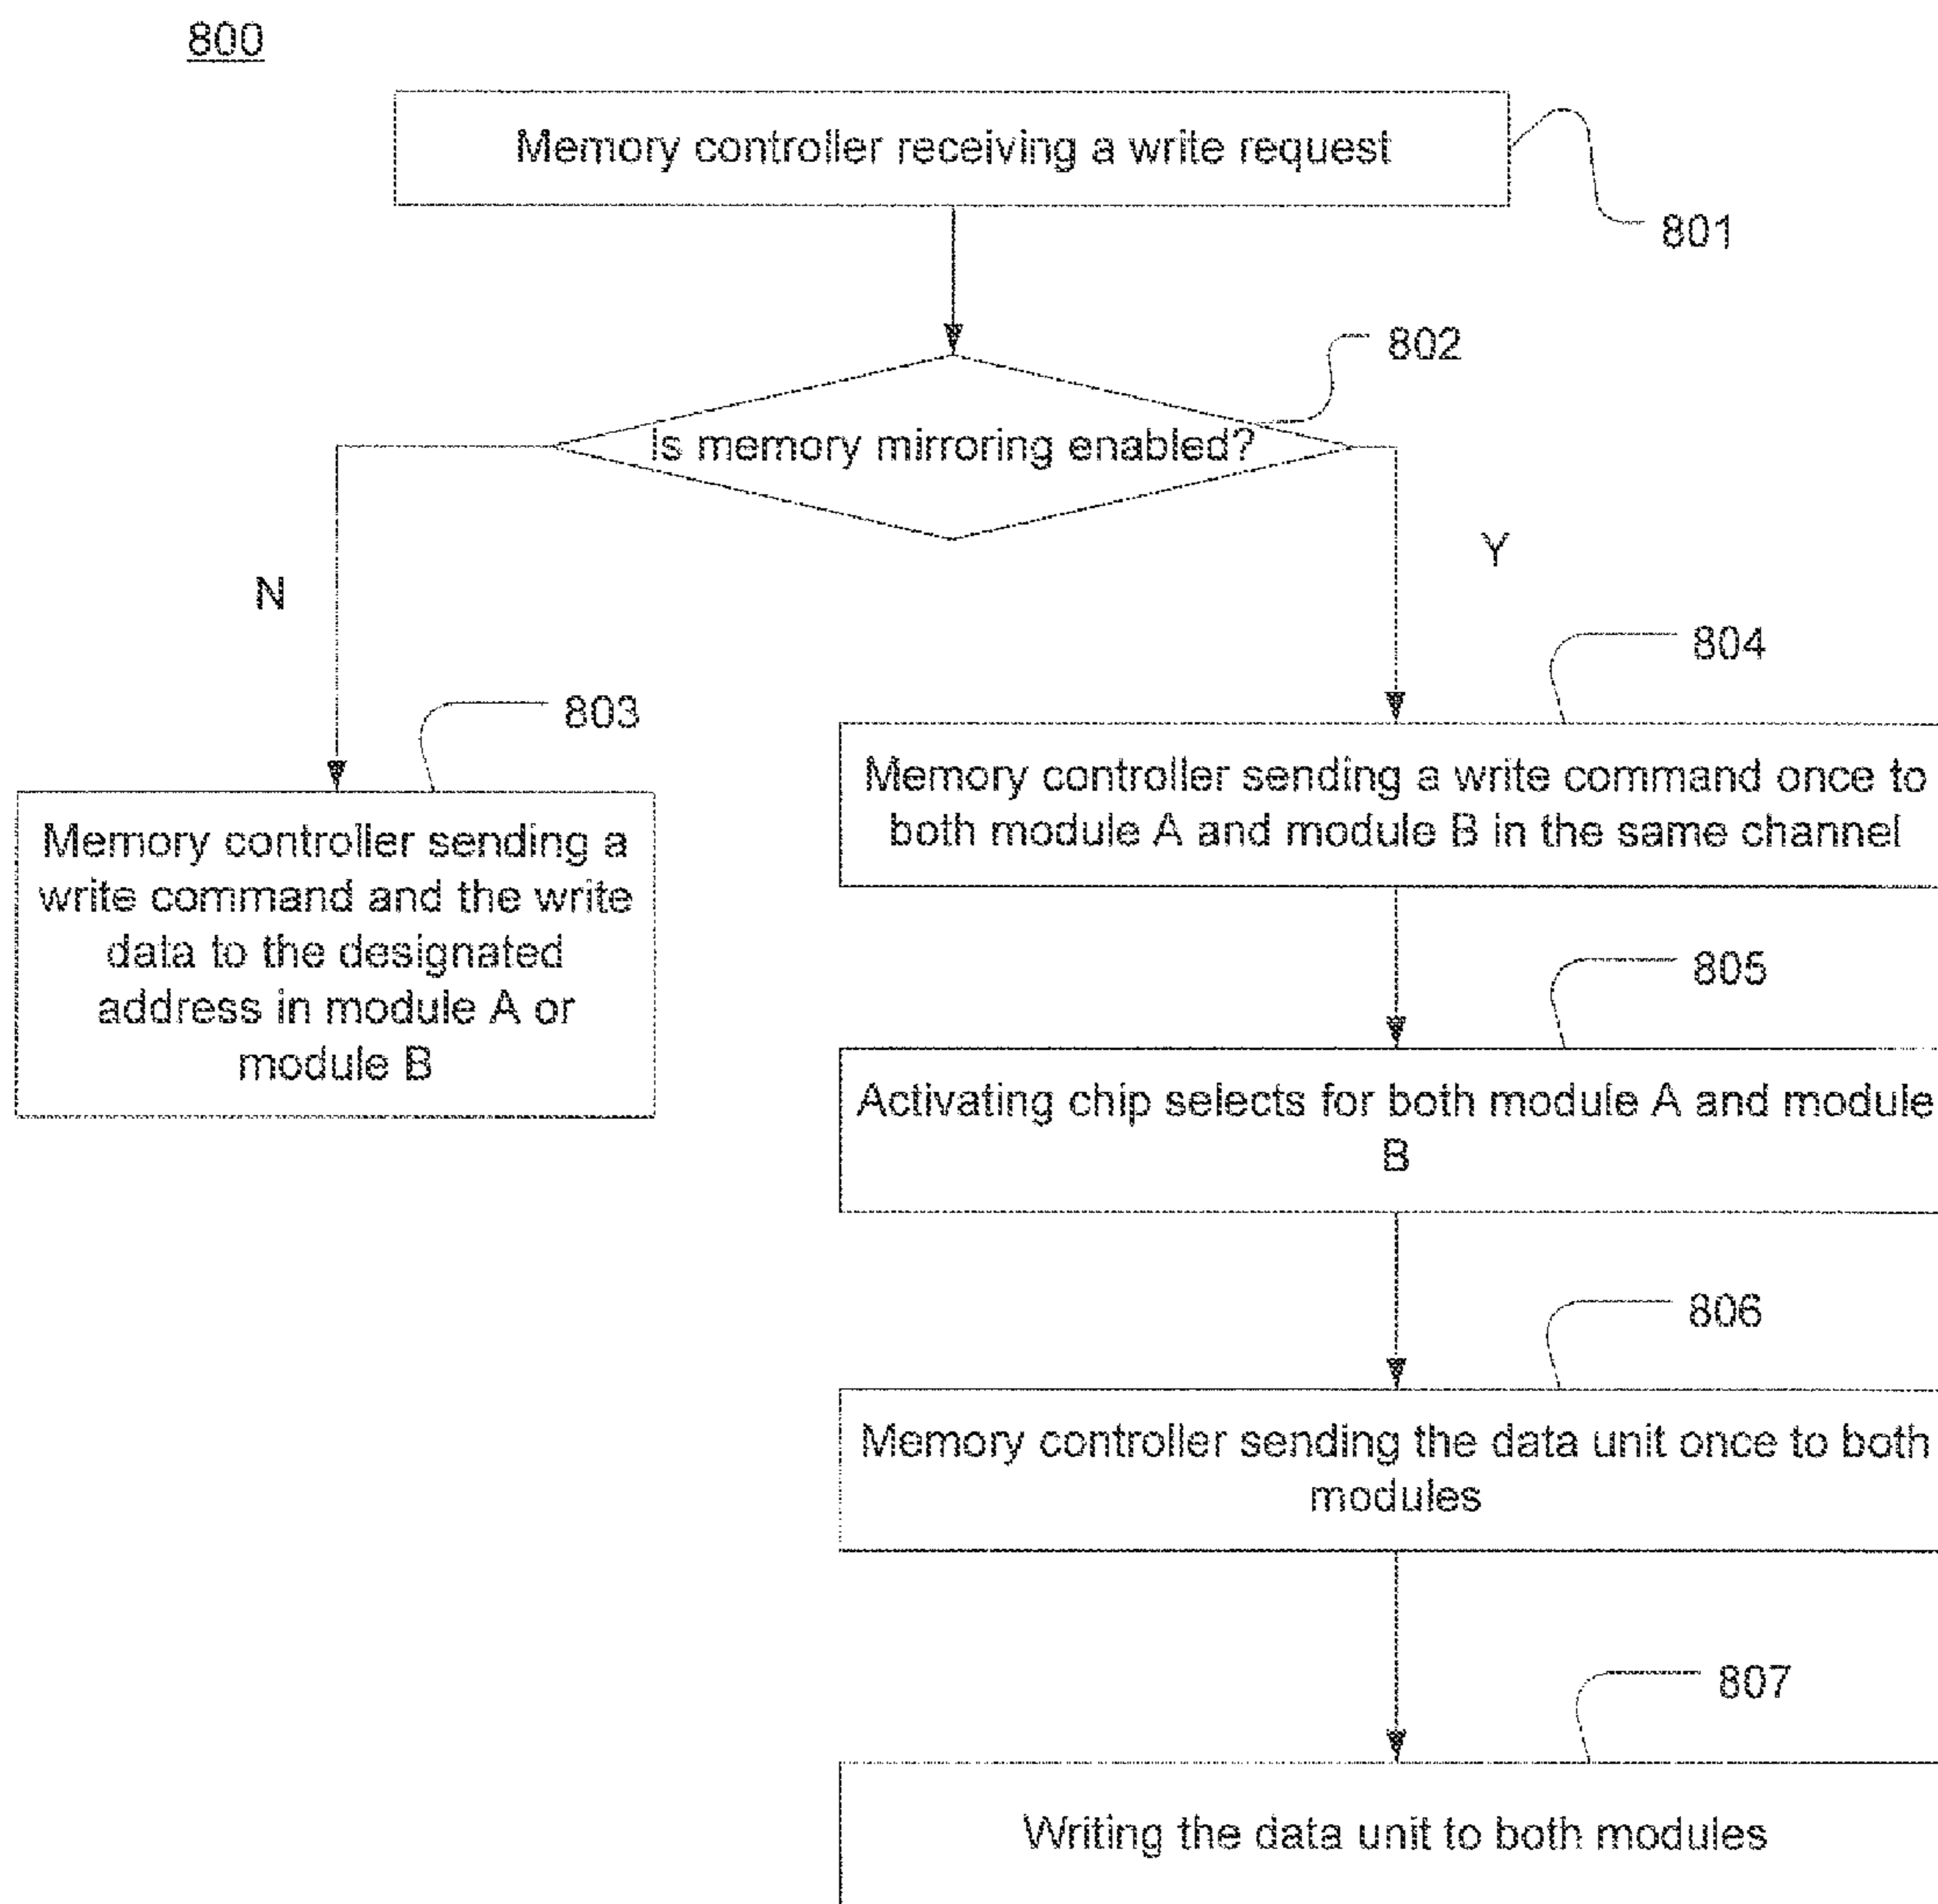 800
Memory controller receiving a write request
801
802
Is memory mirroring enabled?
N
Y
803
804
Memory controller sending a
write command and the write
data to the designated
address in module A or
module B
Memory controller sending a write command once to
both module A and module B in the same channel
805
Activating chip selects for both module A and module
B
806
Memory controller sending the data unit once to both
modules
807
Writing the data unit to both modules